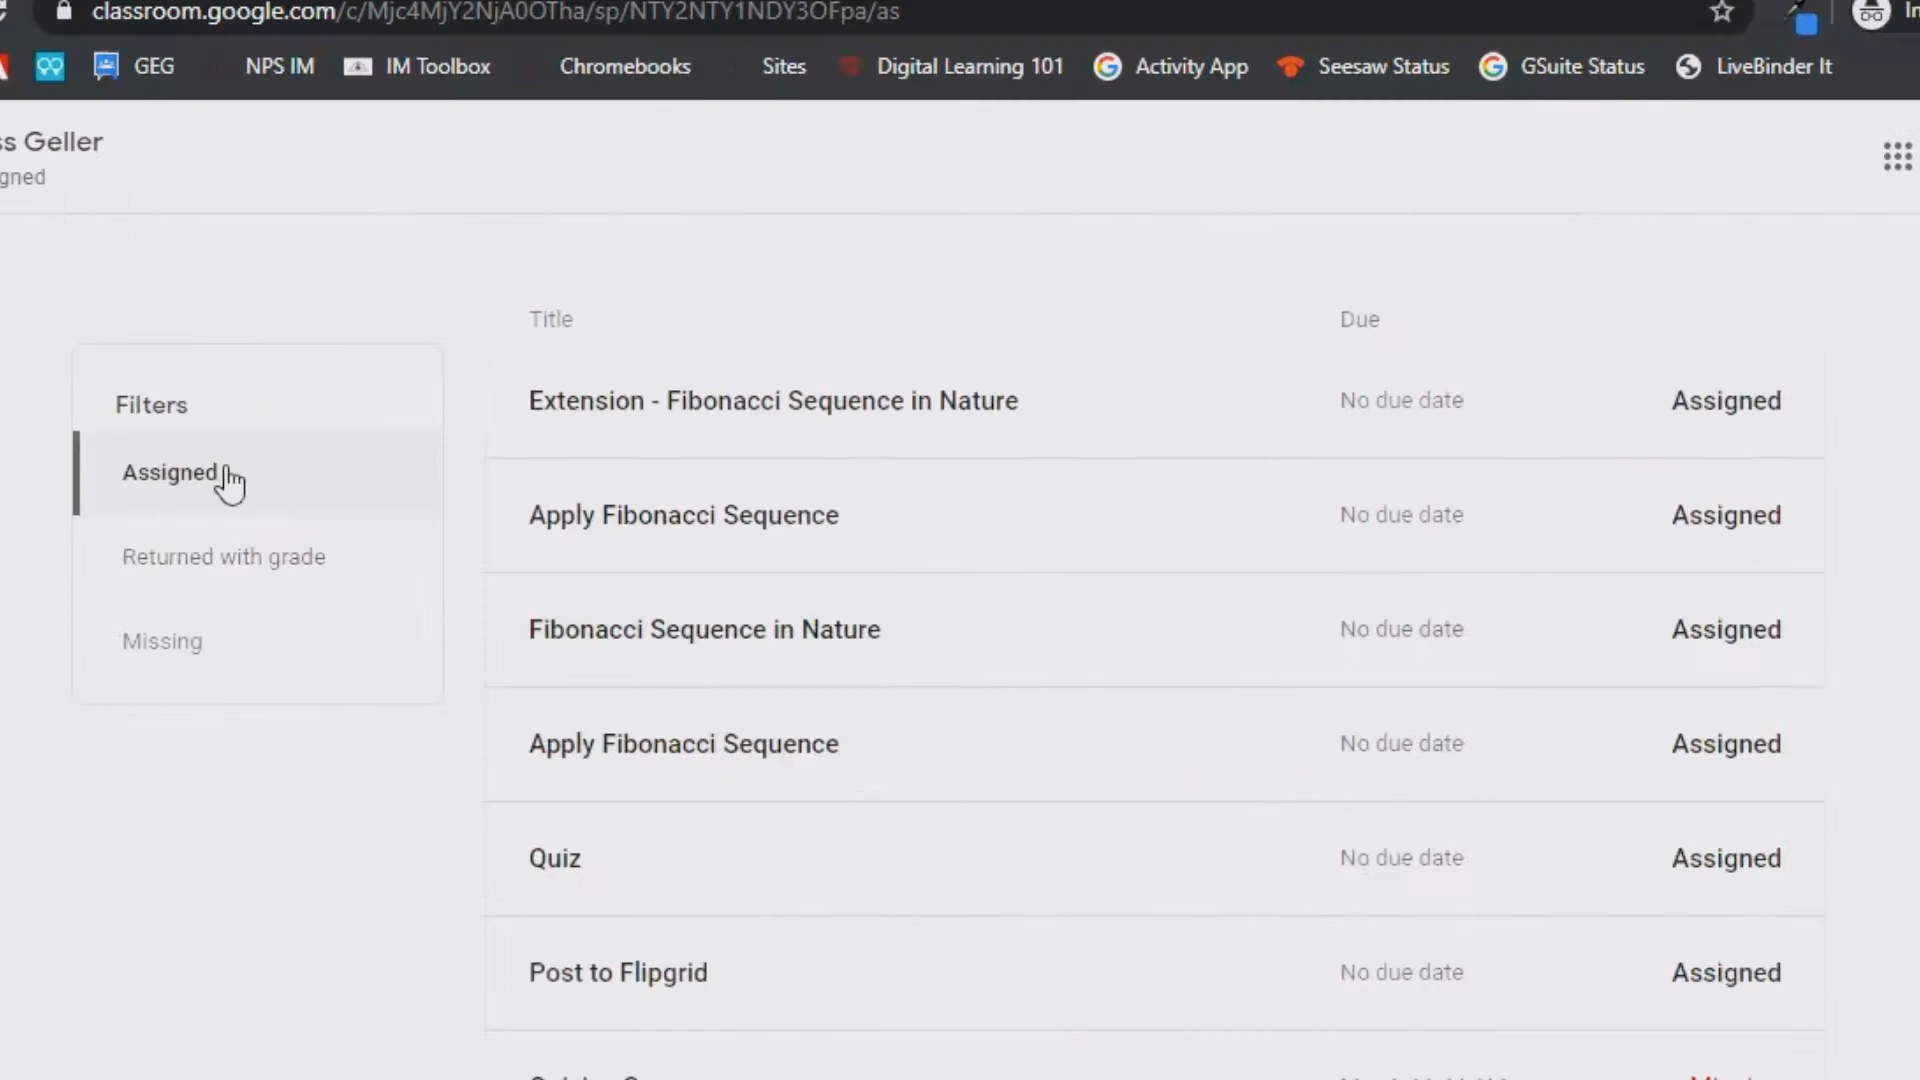 classroom.google.com/c/Mjc4MjY2NjA0OTha/sp/NTY2NTY1NDY3OFpa/as
GEG NPS IM IM Toolbox Chromebooks Sites Digital Learning 101 Activity App Seesaw Status GSuite Status LiveBinder It
ss Geller
gned
Title Due
Filters
Extension - Fibonacci Sequence in Nature No due date Assigned
Assigned
Apply Fibonacci Sequence No due date Assigned
Returned with grade
Fibonacci Sequence in Nature No due date Assigned
Missing
Apply Fibonacci Sequence No due date Assigned
Quiz No due date Assigned
Post to Flipgrid No due date Assigned